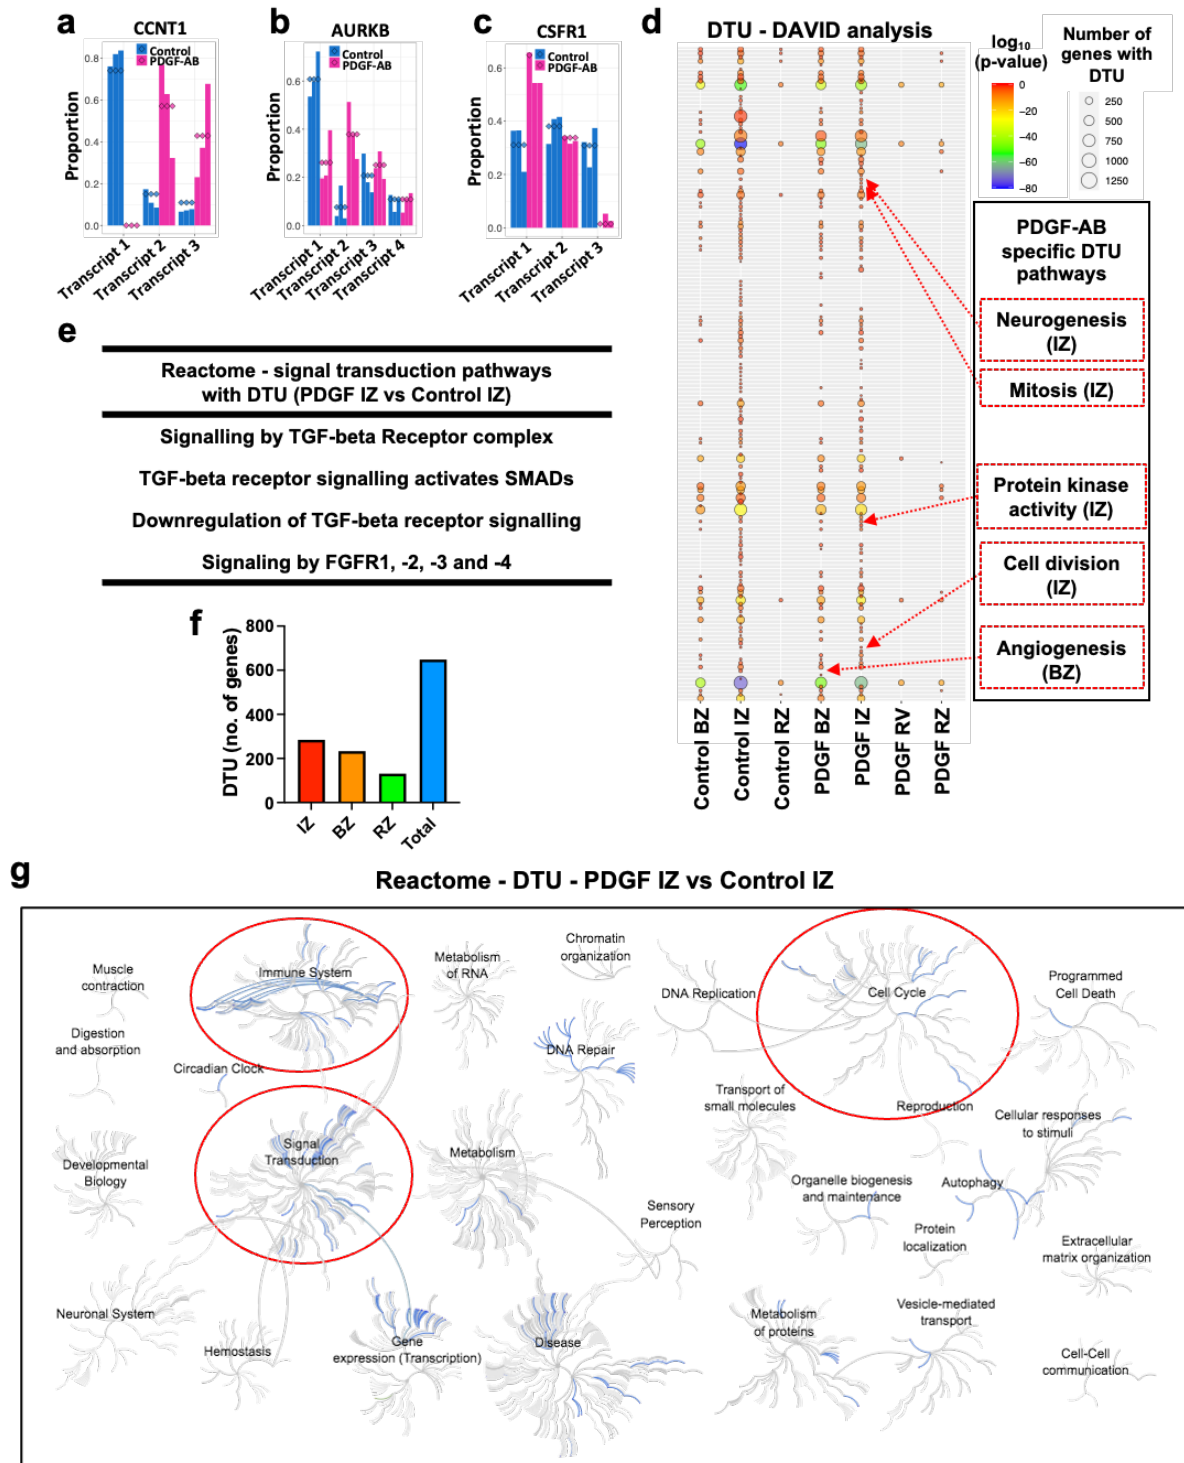 a
CCNT1
Control
PDGF-AB
Proportion
0.8
0.6
0.4
0.2
0.0
Transcript 1
Transcript 2
Transcript 3
b
AURKB
Control
PDGF-AB
0.6
0.4
0.2
0.0
Transcript 1
Transcript 2
Transcript 3
Transcript 4
c
CSFR1
Control
PDGF-AB
Proportion
0.6
0.4
0.2
0.0
Transcript 1
Transcript 2
Transcript 3
d
DTU - DAVID analysis
Control BZ
Control IZ
Control RZ
PDGF BZ
PDGF IZ
PDGF RV
PDGF RZ
log10
(p-value)
0
−20
−40
−60
−80
Number of
genes with
DTU
250
500
750
1000
1250
PDGF-AB
specific DTU
pathways
Neurogenesis
(IZ)
Mitosis (IZ)
Protein kinase
activity (IZ)
Cell division
(IZ)
Angiogenesis
(BZ)
e
Reactome - signal transduction pathways
with DTU (PDGF IZ vs Control IZ)
Signalling by TGF-beta Receptor complex
TGF-beta receptor signalling activates SMADs
Downregulation of TGF-beta receptor signalling
Signaling by FGFR1, -2, -3 and -4
f
DTU (no. of genes)
800
600
400
200
0
IZ
BZ
RZ
Total
g
Reactome - DTU - PDGF IZ vs Control IZ
Muscle
contraction
Immune System
Metabolism
of RNA
Chromatin
organization
DNA Replication
Cell Cycle
Programmed
Cell Death
Digestion
and absorption
Circadian Clock
DNA Repair
Transport of
small molecules
Reproduction
Cellular responses
to stimuli
Developmental
Biology
Signal
Transduction
Metabolism
Sensory
Perception
Organelle biogenesis
and maintenance
Autophagy
Protein
localization
Extracellular
matrix organization
Neuronal System
Hemostasis
Gene
expression (Transcription)
Disease
Metabolism
of proteins
Vesicle-mediated
transport
Cell-Cell
communication